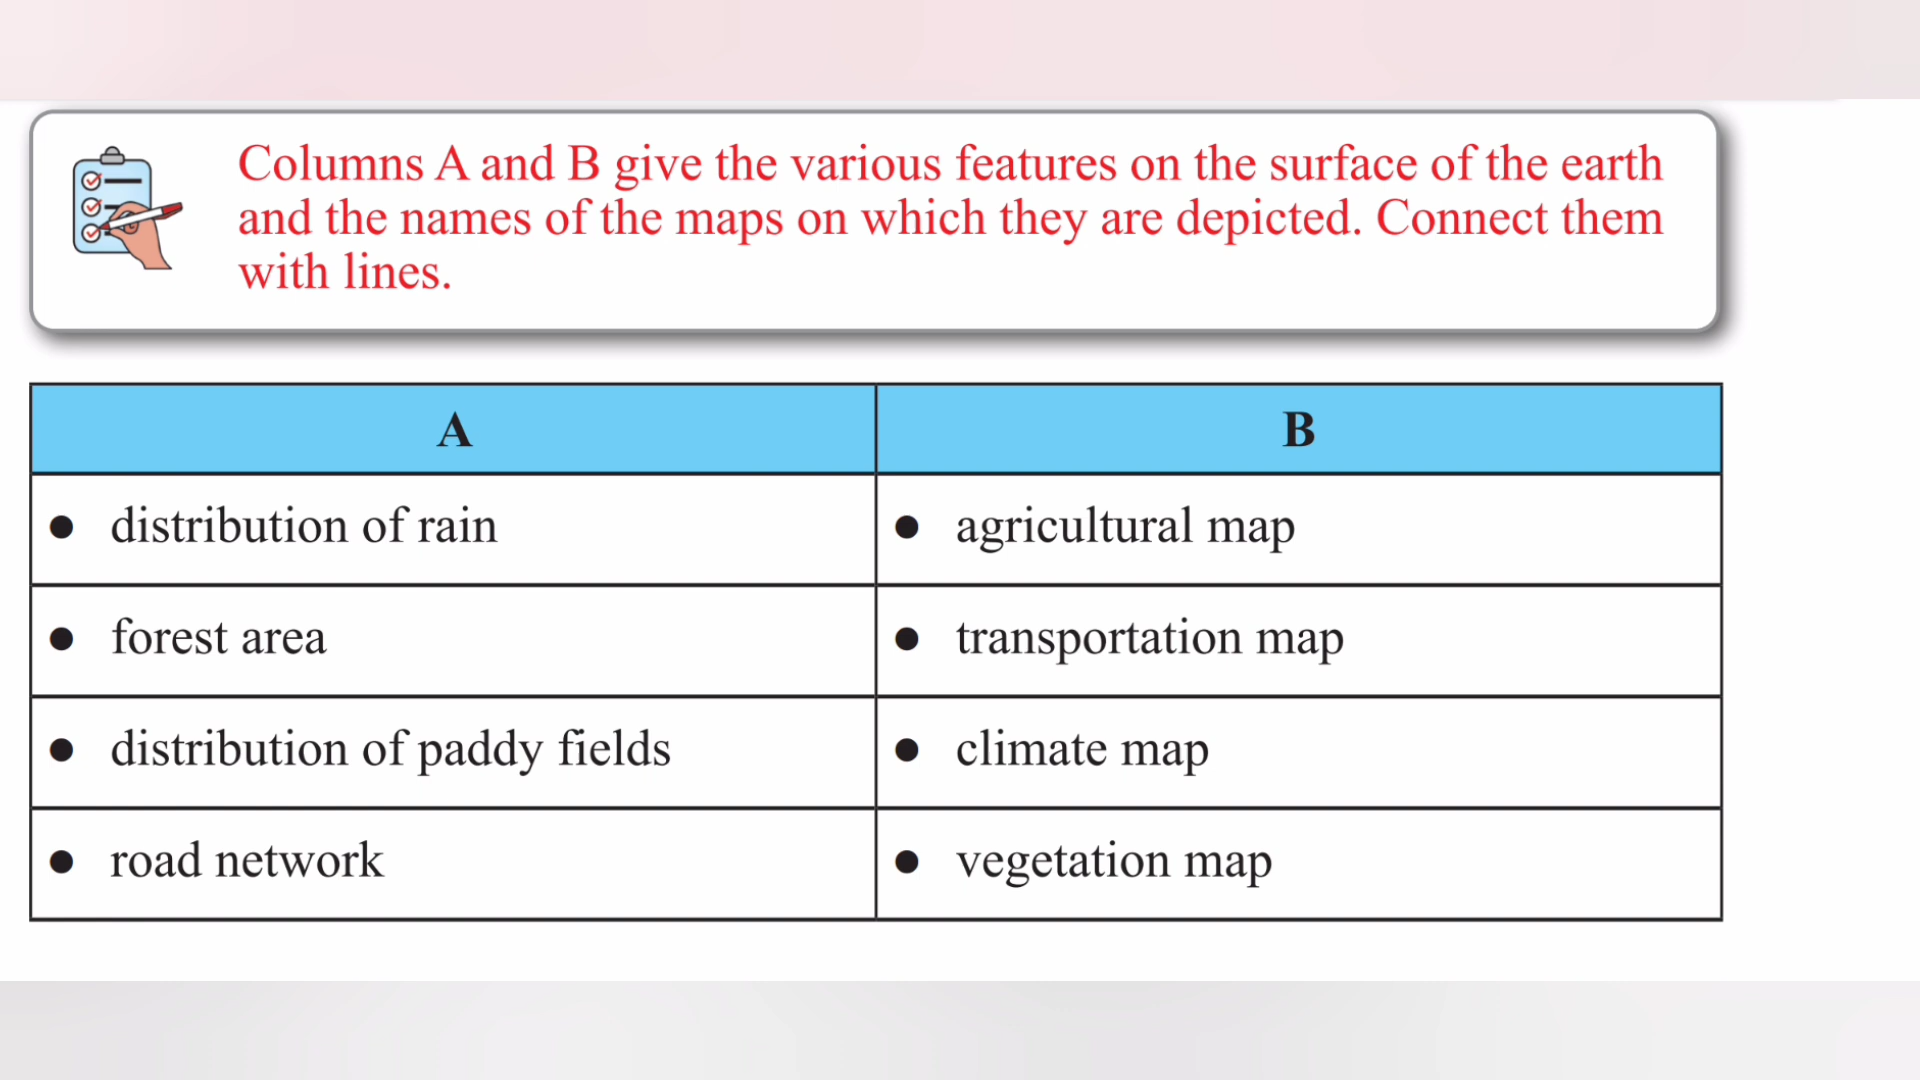 Columns A and B give the various features on the surface of the earth
and the names of the maps on which they are depicted. Connect them
with lines.
A B
● distribution of rain ● agricultural map
● forest area ● transportation map
● distribution of paddy fields ● climate map
● road network ● vegetation map